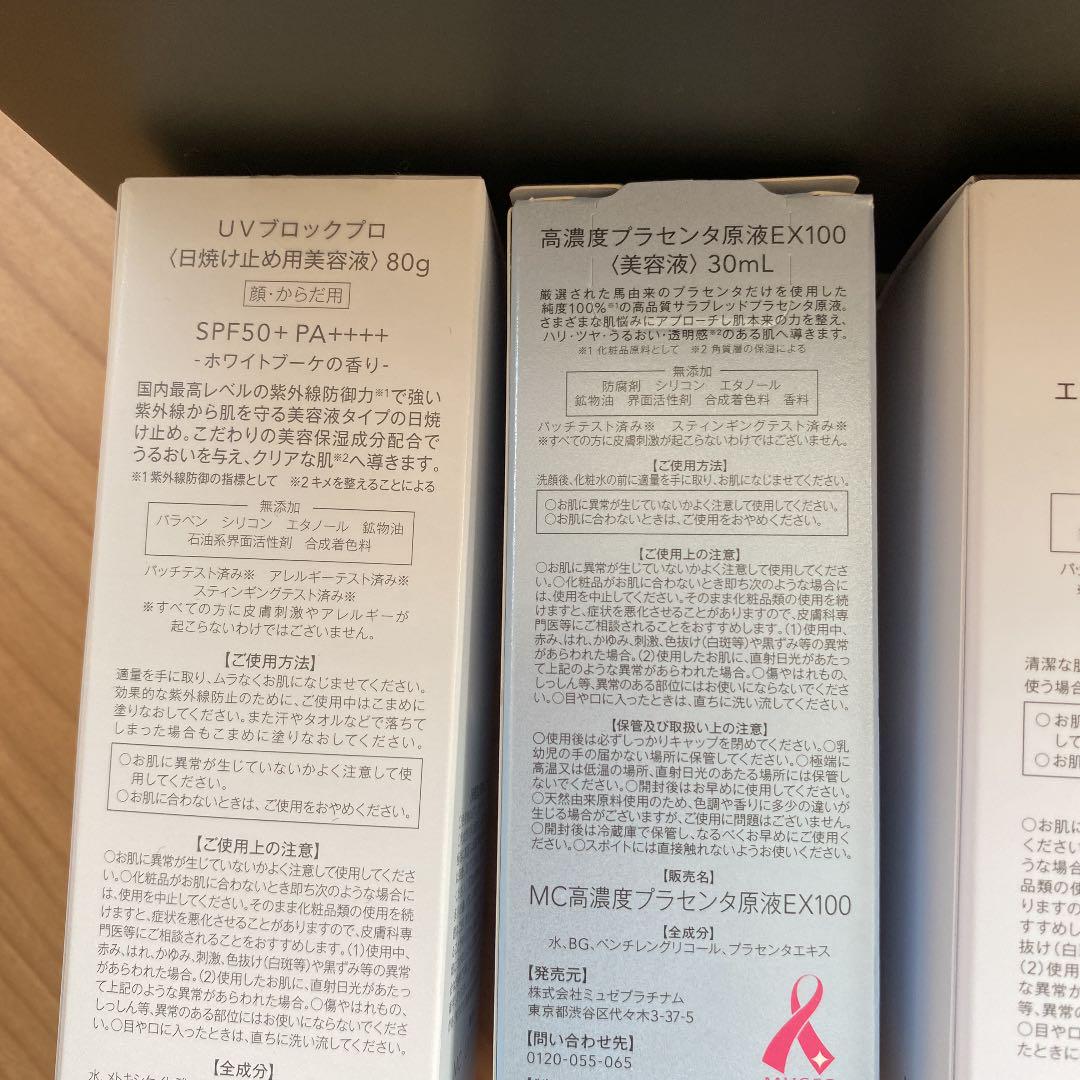 UVブロックプロ
〈日焼け止め用美容液〉80g
顔・からだ用
SPF50+ PA++++
-ホワイトブーケの香り-
国内最高レベルの紫外線防御力※1で強い
紫外線から肌を守る美容液タイプの日焼
け止め。こだわりの美容保湿成分配合で
うるおいを与え、クリアな肌※2へ導きます。
※1 紫外線防御の指標として ※2 キメを整えることによる
無添加
パラベン シリコン エタノール 鉱物油
石油系界面活性剤 合成着色料
パッチテスト済み※ アレルギーテスト済み※
スティンギングテスト済み※
※すべての方に皮膚刺激やアレルギーが
起こらないわけではございません。
【ご使用方法】
適量を手に取り、ムラなくお肌になじませてください。
効果的な紫外線防止のために、ご使用中はこまめに
塗りなおしてください。また汗やタオルなどで落ちて
しまった場合もこまめに塗りなおしてください。
○お肌に異常が生じていないかよく注意して使
用してください。
○お肌に合わないときは、ご使用をおやめください。
【ご使用上の注意】
○お肌に異常が生じていないかよく注意して使用してくださ
い。○化粧品がお肌に合わないとき即ち次のような場合に
は、使用を中止してください。そのまま化粧品類の使用を続
けますと、症状を悪化させることがありますので、皮膚科専
門医等にご相談されることをおすすめします。(1)使用中、
赤み、はれ、かゆみ、刺激、色抜け(白斑等)や黒ずみ等の異常
があらわれた場合。(2)使用したお肌に、直射日光があたっ
て上記のような異常があらわれた場合。○傷やはれもの、
しっしん等、異常のある部位にはお使いにならないでくださ
い。○目や口に入ったときは、直ちに洗い流してください。
【全成分】
高濃度プラセンタ原液EX100
〈美容液〉30mL
厳選された馬由来のプラセンタだけを使用した
純度100%※1の高品質サラブレッドプラセンタ原液。
さまざまな肌悩みにアプローチし肌本来の力を整え、
ハリ・ツヤ・うるおい・透明感※2のある肌へ導きます。
※1 化粧品原料として ※2 角質層の保湿による
無添加
防腐剤 シリコン エタノール
鉱物油 界面活性剤 合成着色料 香料
パッチテスト済み※ スティンギングテスト済み※
※すべての方に皮膚刺激が起こらないわけではございません。
【ご使用方法】
洗顔後、化粧水の前に適量を手に取り、お肌になじませてください。
○お肌に異常が生じていないかよく注意して使用してください。
○お肌に合わないときは、ご使用をおやめください。
【ご使用上の注意】
○お肌に異常が生じていないかよく注意して使用してくださ
い。○化粧品がお肌に合わないとき即ち次のような場合に
は、使用を中止してください。そのまま化粧品類の使用を続
けますと、症状を悪化させることがありますので、皮膚科専
門医等にご相談されることをおすすめします。(1)使用中、
赤み、はれ、かゆみ、刺激、色抜け(白斑等)や黒ずみ等の異常
があらわれた場合。(2)使用したお肌に、直射日光があたっ
て上記のような異常があらわれた場合。○傷やはれもの、
しっしん等、異常のある部位にはお使いにならないでくださ
い。○目や口に入ったときは、直ちに洗い流してください。
【保管及び取扱い上の注意】
○使用後は必ずしっかりキャップを閉めてください。○乳
幼児の手の届かない場所に保管してください。○極端に
高温又は低温の場所、直射日光のあたる場所には保管し
ないでください。○開封後はお早めに使用してください。
○天然由来原料使用のため、色調や香りに多少の違いが
生じる場合がございますが、ご使用に問題はございません。
○開封後は冷蔵庫で保管し、なるべくお早めにご使用く
ださい。○スポイトには直接触れないようお使いください。
【販売名】
MC高濃度プラセンタ原液EX100
【全成分】
水、BG、ペンチレングリコール、プラセンタエキス
【発売元】
株式会社ミュゼプラチナム
東京都渋谷区代々木3-37-5
【問い合わせ先】
0120-055-065
エ
パッ
清潔な肌
使う場合
○お肌
して
○お肌
○お肌に
ください
うな場合
品類の使
りますの
すすめし
抜け(白
(2)使用
な異常が
等、異常の
○目や口に
たときに